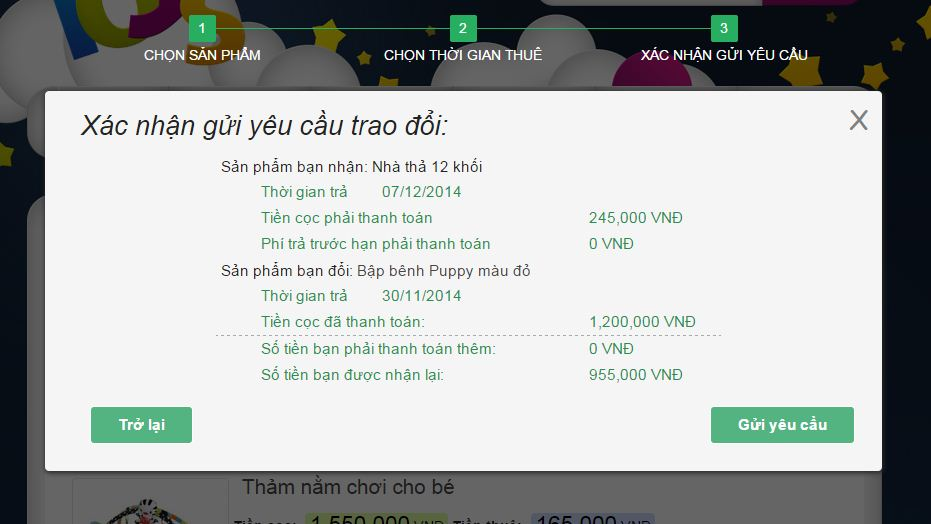 1 2 3
CHỌN SẢN PHẨM CHỌN THỜI GIAN THUÊ XÁC NHẬN GỬI YÊU CẦU
Xác nhận gửi yêu cầu trao đổi: X
Sản phẩm bạn nhận: Nhà thả 12 khối
Thời gian trả 07/12/2014
Tiền cọc phải thanh toán 245,000 VNĐ
Phí trả trước hạn phải thanh toán 0 VNĐ
Sản phẩm bạn đổi: Bập bênh Puppy màu đỏ
Thời gian trả 30/11/2014
Tiền cọc đã thanh toán: 1,200,000 VNĐ
Số tiền bạn phải thanh toán thêm: 0 VNĐ
Số tiền bạn được nhận lại: 955,000 VNĐ
Trở lại Gửi yêu cầu
Thảm nằm chơi cho bé
Tiền cọc: 1,550,000 VNĐ Tiền thuê: 165,000 VNĐ